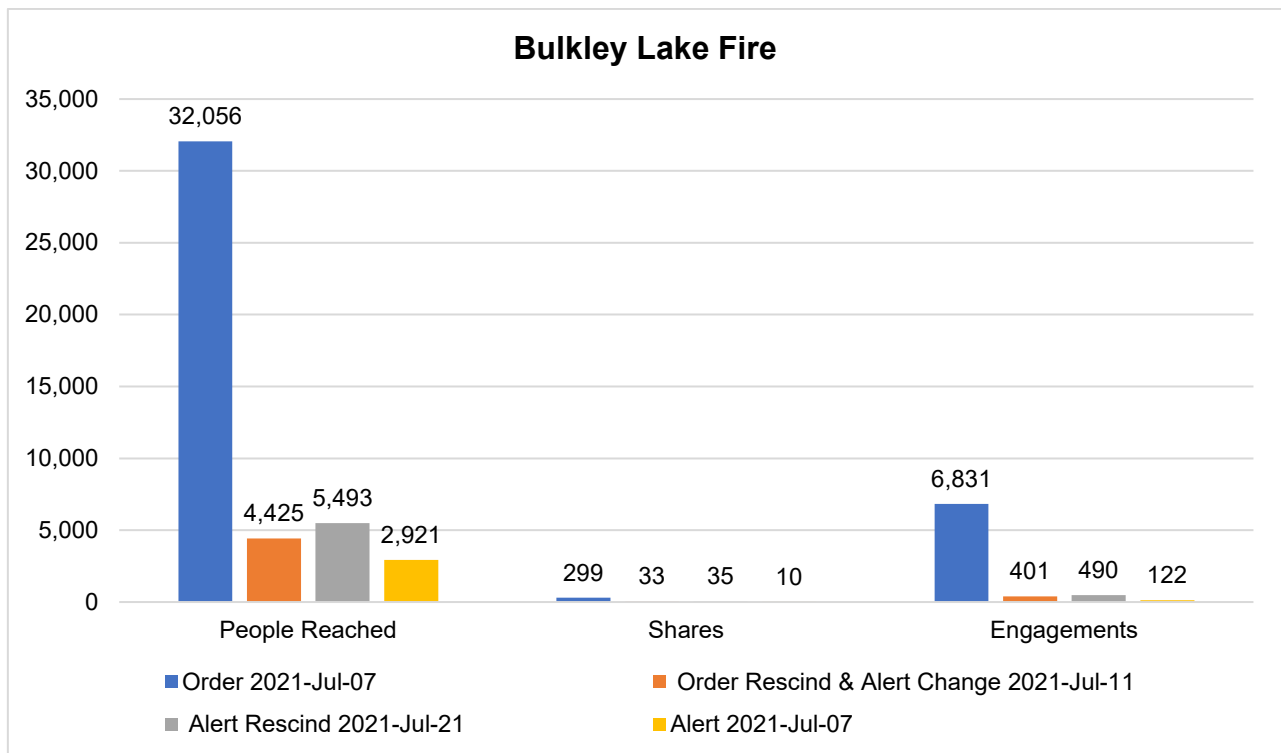 Bulkley Lake Fire
35,000
30,000
25,000
20,000
15,000
10,000
5,000
0
32,056
4,425
5,493
2,921
299
33
35
10
6,831
401
490
122
People Reached
Shares
Engagements
Order 2021-Jul-07
Order Rescind & Alert Change 2021-Jul-11
Alert Rescind 2021-Jul-21
Alert 2021-Jul-07